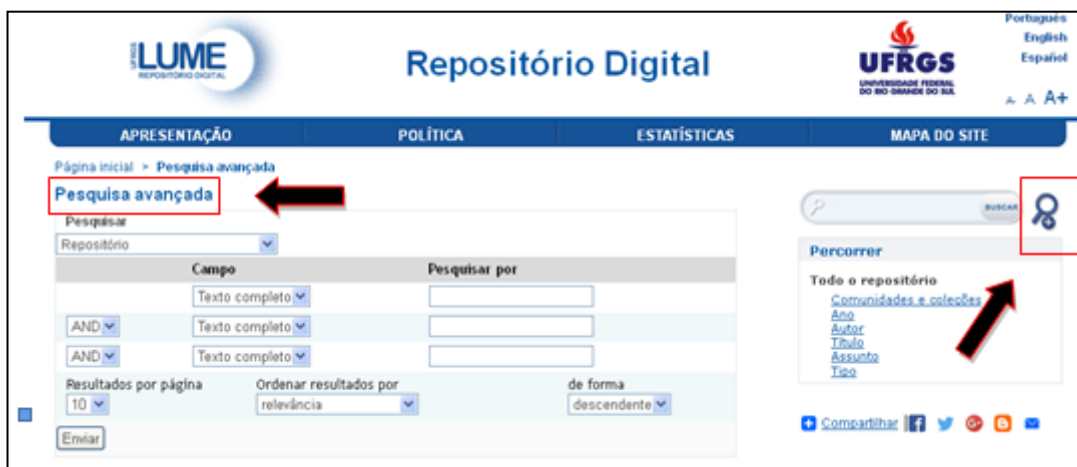 UFRGS
LUME
REPOSITÓRIO DIGITAL
Repositório Digital
UFRGS
UNIVERSIDADE FEDERAL
DO RIO GRANDE DO SUL
Português
English
Español
A- A A+
APRESENTAÇÃO POLÍTICA ESTATÍSTICAS MAPA DO SITE
Página inicial > Pesquisa avançada
Pesquisa avançada
Pesquisar
Repositório
Campo Pesquisar por
Texto completo
AND Texto completo
AND Texto completo
Resultados por página Ordenar resultados por de forma
10 relevância descendente
Enviar
BUSCAR
Percorrer
Todo o repositório
Comunidades e coleções
Ano
Autor
Título
Assunto
Tipo
Compartilhar